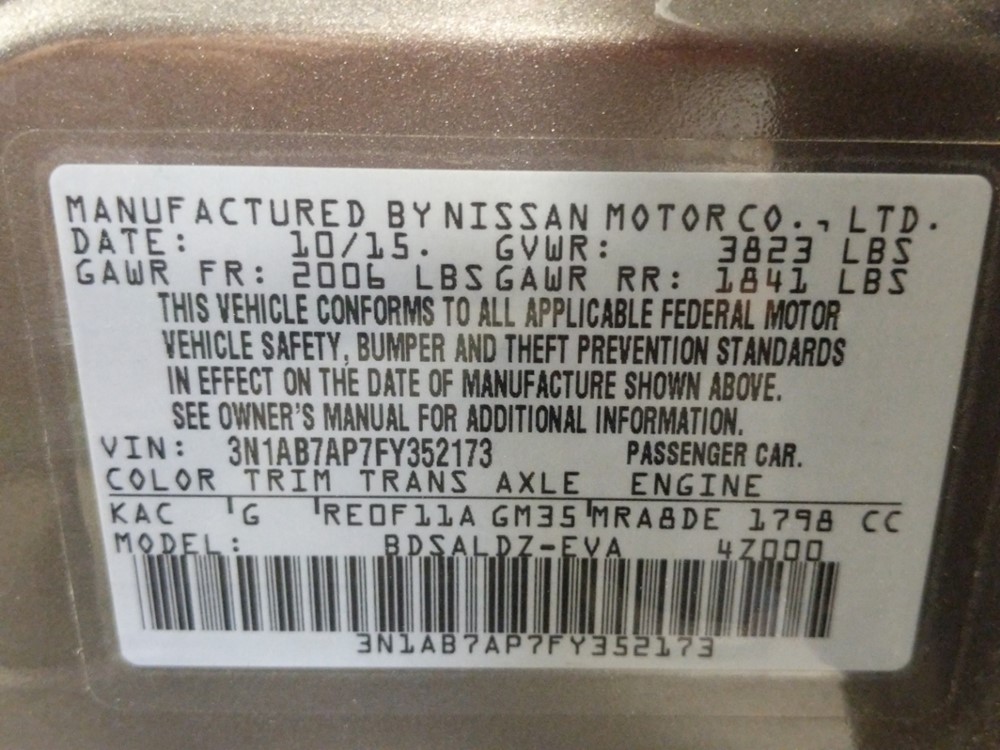 MANUFACTURED BY NISSAN MOTOR CO., LTD.
DATE: 10/15. GVWR: 3823 LBS
GAWR FR: 2006 LBS GAWR RR: 1841 LBS
THIS VEHICLE CONFORMS TO ALL APPLICABLE FEDERAL MOTOR
VEHICLE SAFETY, BUMPER AND THEFT PREVENTION STANDARDS
IN EFFECT ON THE DATE OF MANUFACTURE SHOWN ABOVE.
SEE OWNER'S MANUAL FOR ADDITIONAL INFORMATION.
VIN: 3N1AB7AP7FY352173 PASSENGER CAR.
COLOR TRIM TRANS AXLE ENGINE
KAC G RE0F11A GM35 MRA8DE 1798 CC
MODEL: BDSALDZ-EVA 4Z000
3N1AB7AP7FY352173